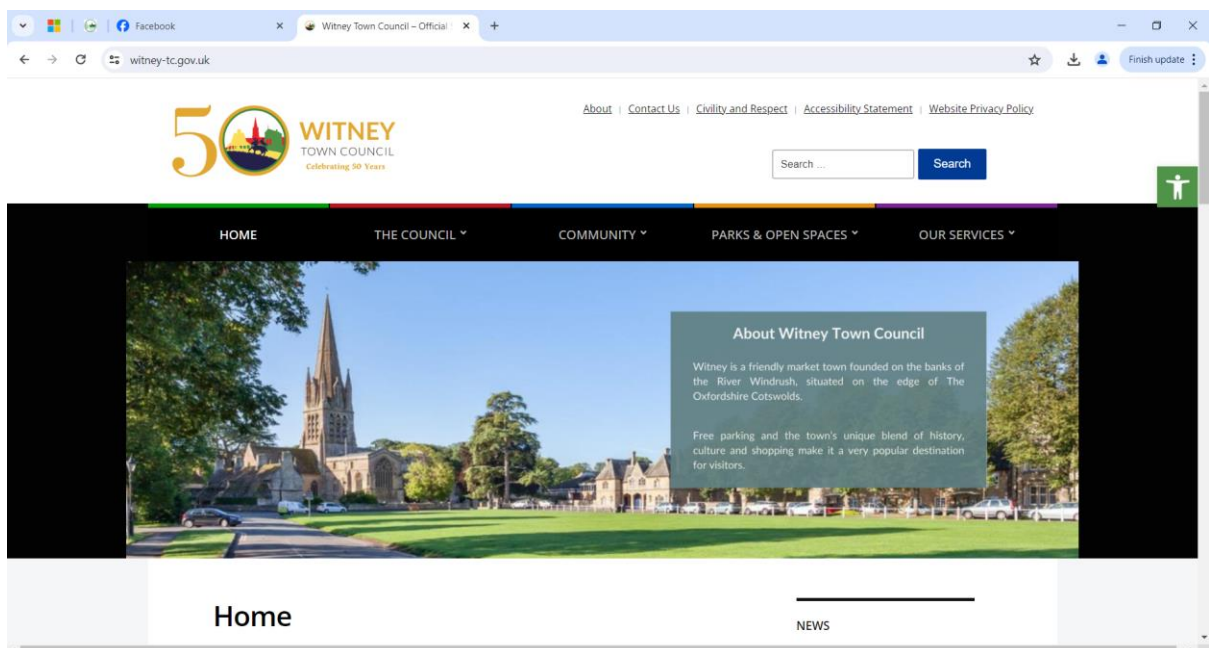 Facebook
Witney Town Council – Official
witney-tc.gov.uk
Finish update
About | Contact Us | Civility and Respect | Accessibility Statement | Website Privacy Policy
50
WITNEY
TOWN COUNCIL
Celebrating 50 Years
Search ...
Search
HOME
THE COUNCIL
COMMUNITY
PARKS & OPEN SPACES
OUR SERVICES
About Witney Town Council
Witney is a friendly market town founded on the banks of
the River Windrush, situated on the edge of The
Oxfordshire Cotswolds.
Free parking and the town's unique blend of history,
culture and shopping make it a very popular destination
for visitors.
Home
NEWS